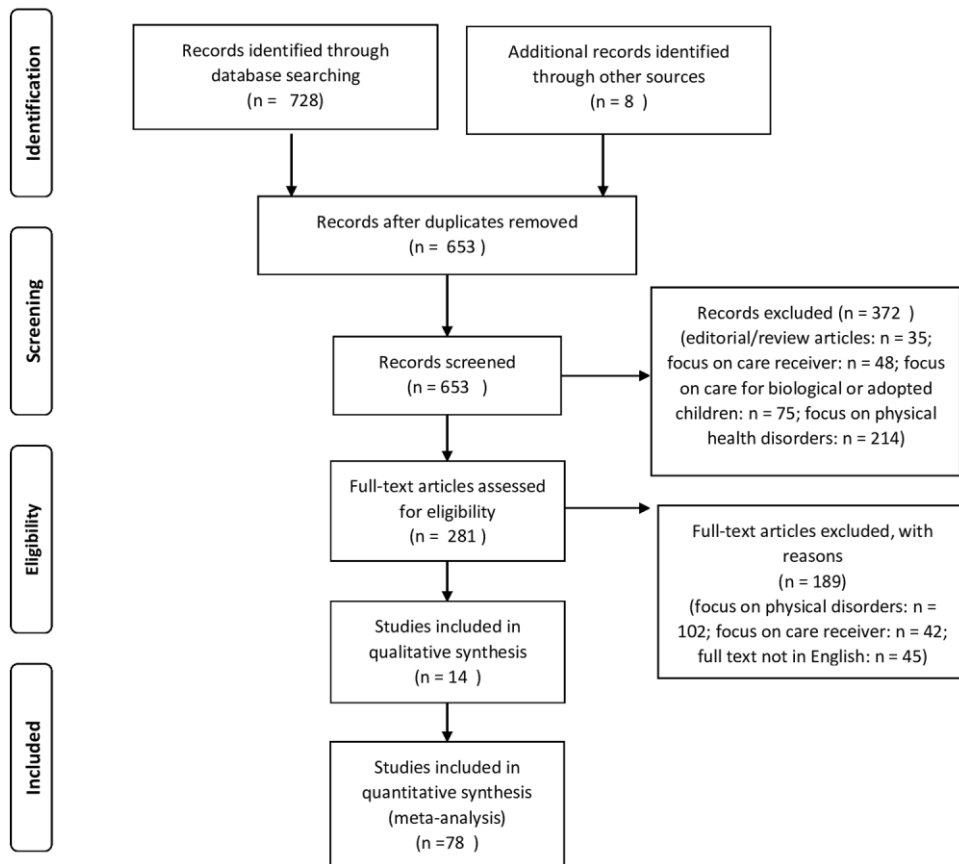 Identification
Records identified through
database searching
(n = 728)
Additional records identified
through other sources
(n = 8 )
Records after duplicates removed
(n = 653 )
Screening
Records screened
(n = 653 )
Records excluded (n = 372 )
(editorial/review articles: n = 35;
focus on care receiver: n = 48; focus
on care for biological or adopted
children: n = 75; focus on physical
health disorders: n = 214)
Eligibility
Full-text articles assessed
for eligibility
(n = 281 )
Full-text articles excluded, with
reasons
(n = 189)
(focus on physical disorders: n =
102; focus on care receiver: n = 42;
full text not in English: n = 45)
Studies included in
qualitative synthesis
(n = 14 )
Included
Studies included in
quantitative synthesis
(meta-analysis)
(n =78 )